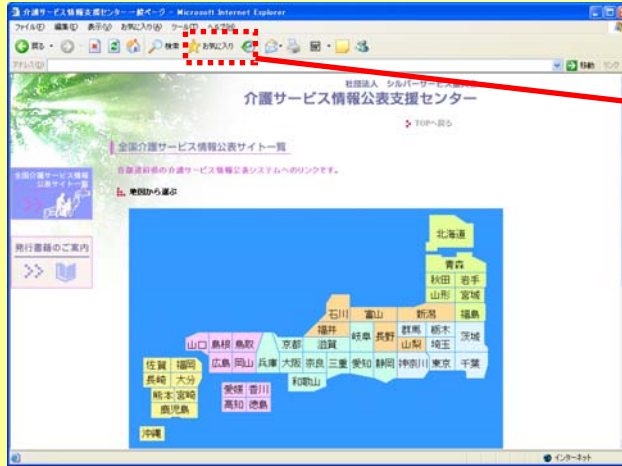 介護サービス情報支援センター一覧ページ - Microsoft Internet Explorer
ファイル(F) 編集(E) 表示(V) お気に入り(A) ツール(T) ヘルプ(H)
戻る 検索 お気に入り
アドレス(D) 移動 リンク
社団法人 シルバーサービス
介護サービス情報公表支援センター
TOPへ戻る
全国介護サービス情報公表サイト一覧
各都道府県の介護サービス情報公表システムへのリンクです。
地図から選ぶ
全国介護サービス情報
公表サイト一覧
発行書籍のご案内
北海道
青森
秋田 岩手
山形 宮城
石川 富山 新潟 福島
福井 岐阜 長野 群馬 栃木 茨城
山口 島根 鳥取 京都 滋賀 山梨 埼玉
佐賀 福岡 広島 岡山 兵庫 大阪 奈良 三重 愛知 静岡 神奈川 東京 千葉
長崎 大分 愛媛 香川 和歌山
熊本 宮崎 高知 徳島
鹿児島
沖縄
インターネット